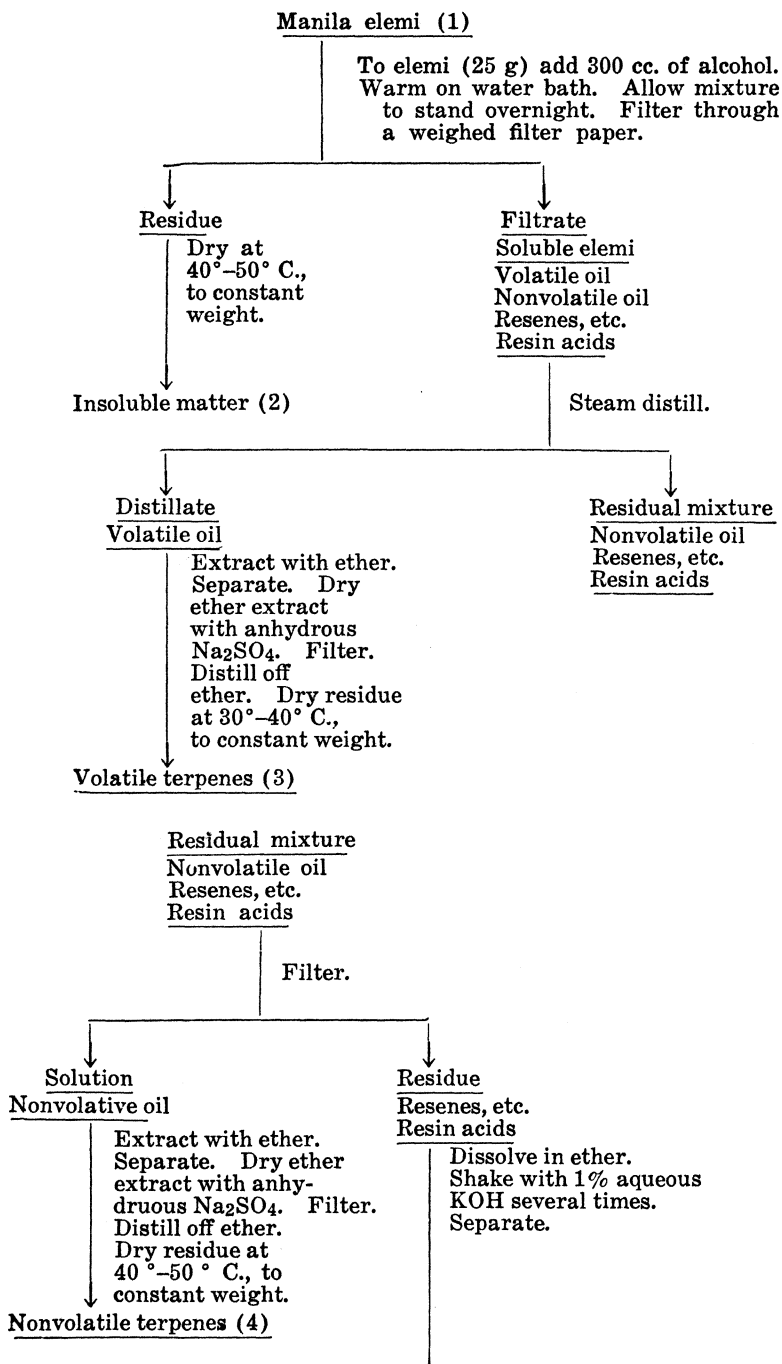 Manila elemi (1)
To elemi (25 g) add 300 cc. of alcohol.
Warm on water bath. Allow mixture
to stand overnight. Filter through
a weighed filter paper.
Residue
Dry at
40°–50° C.,
to constant
weight.
Insoluble matter (2)
Filtrate
Soluble elemi
Volatile oil
Nonvolatile oil
Resenes, etc.
Resin acids
Steam distill.
Distillate
Volatile oil
Extract with ether.
Separate. Dry
ether extract
with anhydrous
Na2SO4. Filter.
Distill off
ether. Dry residue
at 30°–40° C.,
to constant weight.
Volatile terpenes (3)
Residual mixture
Nonvolatile oil
Resenes, etc.
Resin acids
Residual mixture
Nonvolatile oil
Resenes, etc.
Resin acids
Filter.
Solution
Nonvolative oil
Extract with ether.
Separate. Dry ether
extract with anhy-
druous Na2SO4. Filter.
Distill off ether.
Dry residue at
40 °–50 ° C., to
constant weight.
Nonvolatile terpenes (4)
Residue
Resenes, etc.
Resin acids
Dissolve in ether.
Shake with 1% aqueous
KOH several times.
Separate.